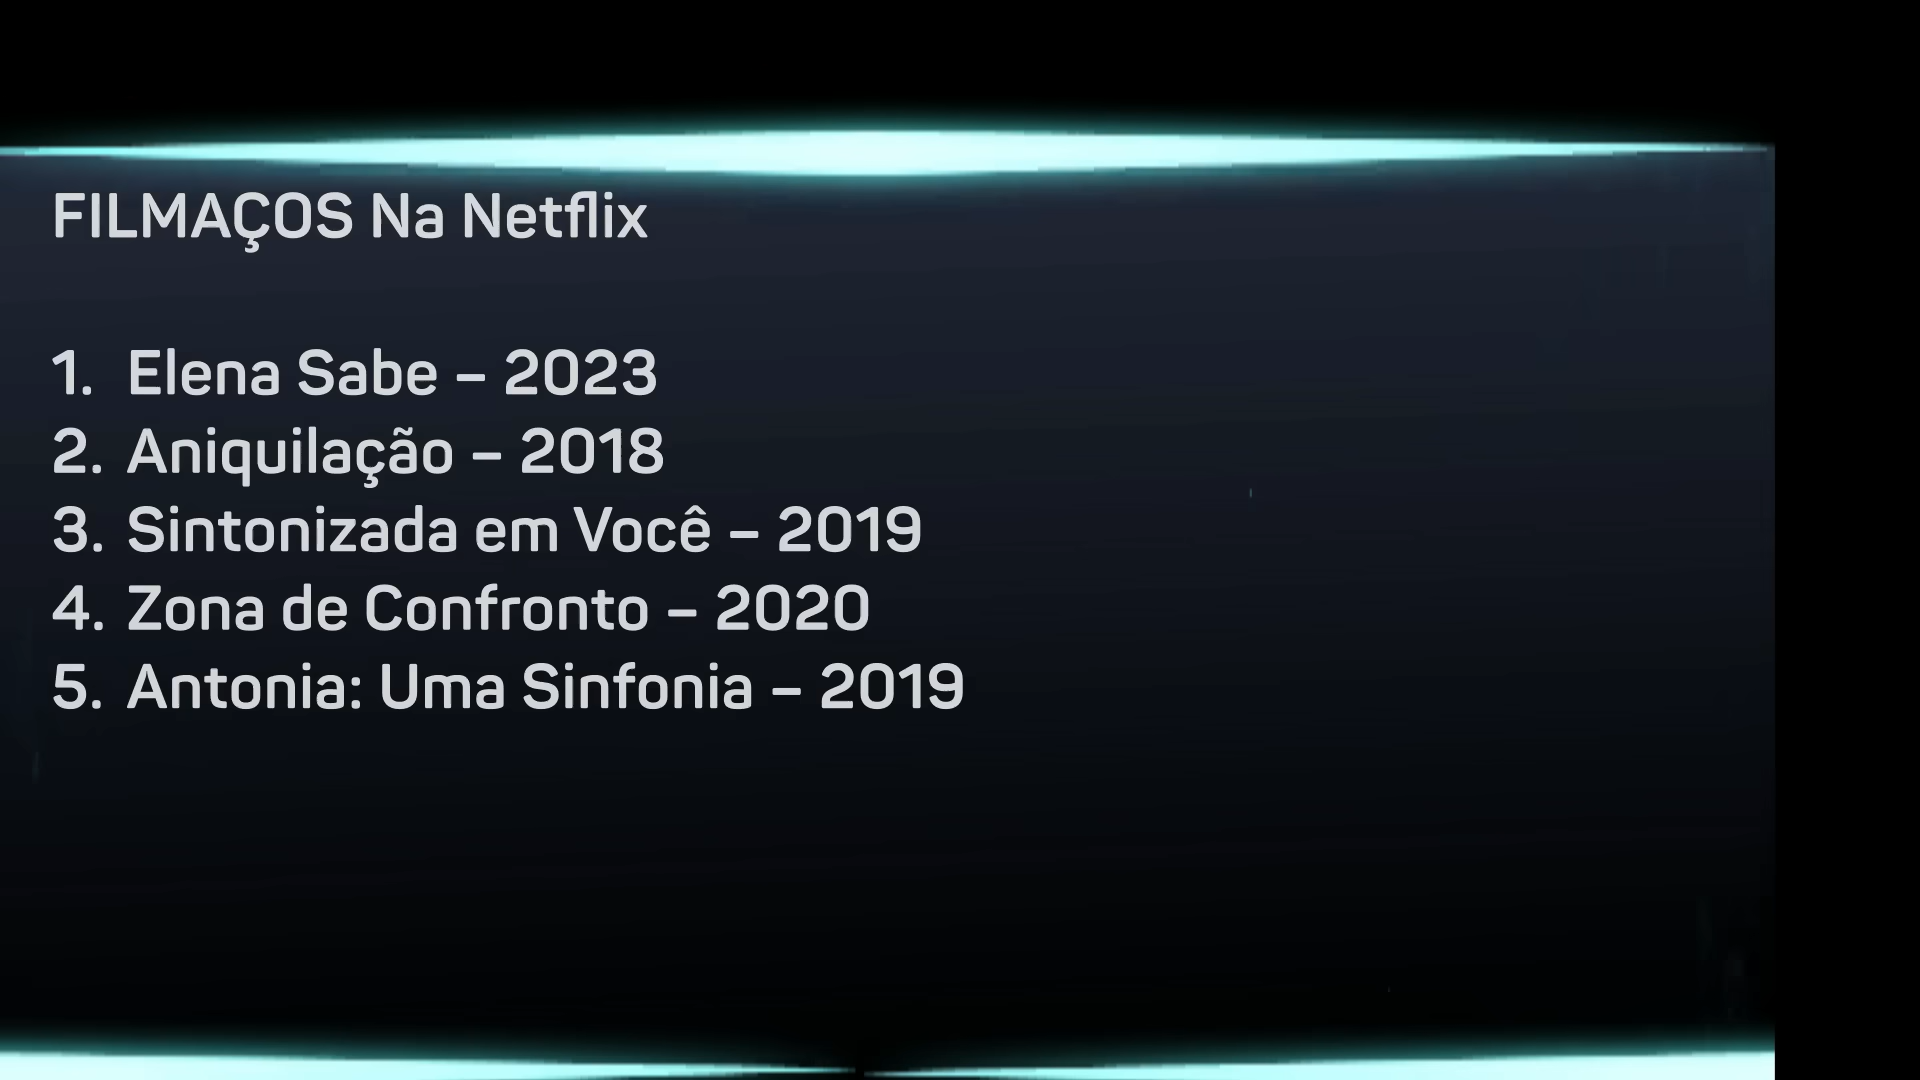 FILMAÇOS Na Netflix
1. Elena Sabe – 2023
2. Aniquilação – 2018
3. Sintonizada em Você – 2019
4. Zona de Confronto – 2020
5. Antonia: Uma Sinfonia – 2019